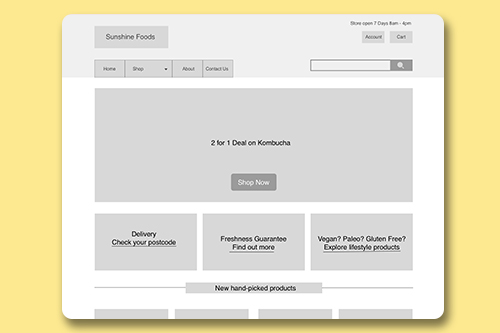 Store open 7 Days 8am - 4pm
Sunshine Foods
Account
Cart
Home
Shop
About
Contact Us
2 for 1 Deal on Kombucha
Shop Now
Delivery
Check your postcode
Freshness Guarantee
Find out more
Vegan? Paleo? Gluten Free?
Explore lifestyle products
New hand-picked products